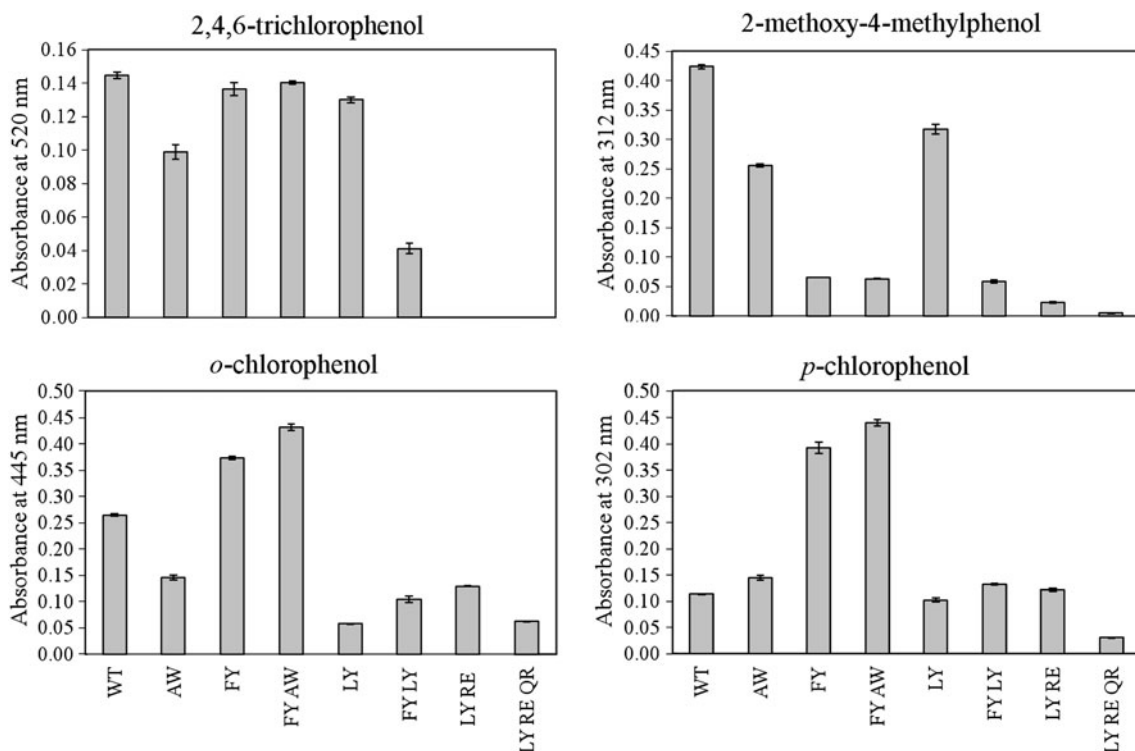 2,4,6-trichlorophenol
Absorbance at 520 nm
0.16
0.14
0.12
0.10
0.08
0.06
0.04
0.02
0.00
2-methoxy-4-methylphenol
Absorbance at 312 nm
0.45
0.40
0.35
0.30
0.25
0.20
0.15
0.10
0.05
0.00
o-chlorophenol
Absorbance at 445 nm
0.50
0.45
0.40
0.35
0.30
0.25
0.20
0.15
0.10
0.05
0.00
WT
AW
FY
FY AW
LY
FY LY
LY RE
LY RE QR
p-chlorophenol
Absorbance at 302 nm
0.50
0.45
0.40
0.35
0.30
0.25
0.20
0.15
0.10
0.05
0.00
WT
AW
FY
FY AW
LY
FY LY
LY RE
LY RE QR